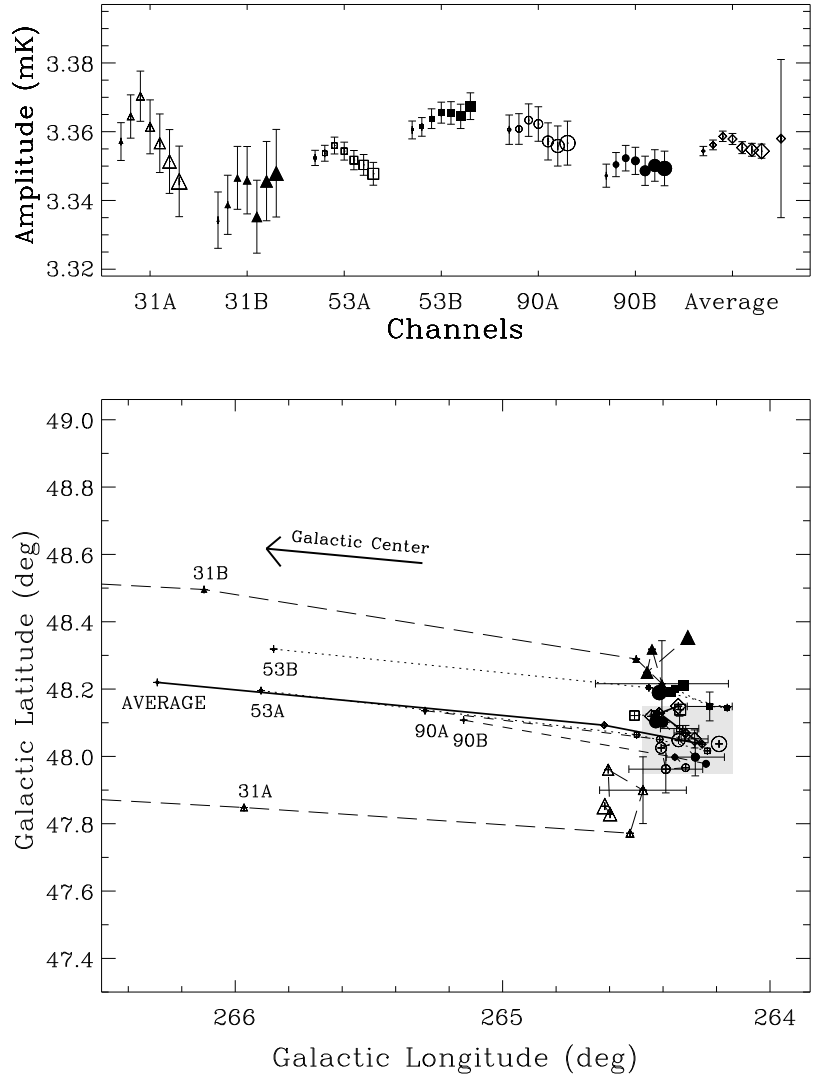 Amplitude (mK)
3.38
3.36
3.34
3.32
31A 31B 53A 53B 90A 90B Average
Channels
Galactic Latitude (deg)
49.0
48.8
48.6
48.4
48.2
48.0
47.8
47.6
47.4
Galactic Center
31B
53B
AVERAGE
53A
90A
90B
31A
266 265 264
Galactic Longitude (deg)